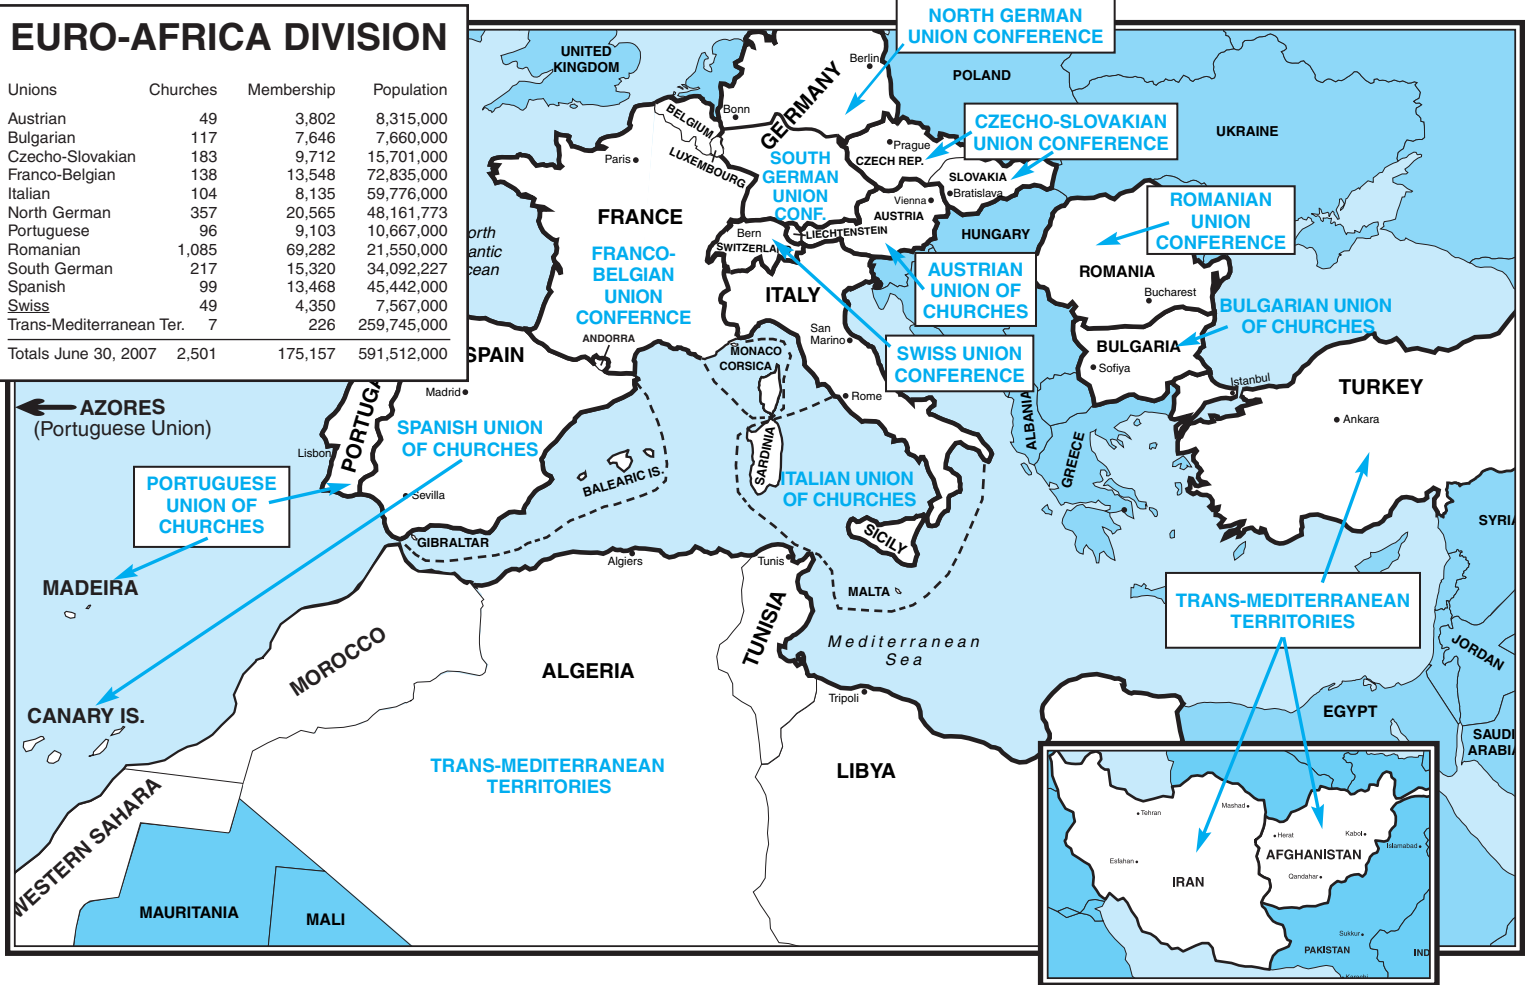 EURO-AFRICA DIVISION
Unions Churches Membership Population
Austrian 49 3,802 8,315,000
Bulgarian 117 7,646 7,660,000
Czecho-Slovakian 183 9,712 15,701,000
Franco-Belgian 138 13,548 72,835,000
Italian 104 8,135 59,776,000
North German 357 20,565 48,161,773
Portuguese 96 9,103 10,667,000
Romanian 1,085 69,282 21,550,000
South German 217 15,320 34,092,227
Spanish 99 13,468 45,442,000
Swiss 49 4,350 7,567,000
Trans-Mediterranean Ter. 7 226 259,745,000
Totals June 30, 2007 2,501 175,157 591,512,000
NORTH GERMAN
UNION CONFERENCE
UNITED
KINGDOM
Berlin
POLAND
GERMANY
Bonn
BELGIUM
LUXEMBOURG
Paris
CZECHO-SLOVAKIAN
UNION CONFERENCE
UKRAINE
Prague
CZECH REP.
SOUTH
GERMAN
UNION
CONF.
SLOVAKIA
Bratislava
Vienna
AUSTRIA
ROMANIAN
UNION
CONFERENCE
FRANCE
Bern
SWITZERLAND
LIECHTENSTEIN
HUNGARY
orth
antic
cean
FRANCO-
BELGIAN
UNION
CONFERNCE
AUSTRIAN
UNION OF
CHURCHES
ROMANIA
Bucharest
ITALY
BULGARIAN UNION
OF CHURCHES
ANDORRA
San
Marino
MONACO
CORSICA
SWISS UNION
CONFERENCE
BULGARIA
Sofiya
SPAIN
Madrid
Rome
Istanbul
TURKEY
Ankara
AZORES
(Portuguese Union)
PORTUGA
Lisbon
SPANISH UNION
OF CHURCHES
ALBANIA
GREECE
SARDINIA
BALEARIC IS.
ITALIAN UNION
OF CHURCHES
PORTUGUESE
UNION OF
CHURCHES
Sevilla
GIBRALTAR
SICILY
SYRIA
Algiers
Tunis
MADEIRA
MALTA
TRANS-MEDITERRANEAN
TERRITORIES
TUNISIA
Mediterranean
Sea
MOROCCO
ALGERIA
JORDAN
Tripoli
CANARY IS.
EGYPT
SAUDI
ARABIA
TRANS-MEDITERRANEAN
TERRITORIES
LIBYA
WESTERN SAHARA
MAURITANIA
MALI
Tehran
Mashad
Herat
Kabol
Islamabad
Esfahan
AFGHANISTAN
Qandahar
IRAN
Sukkur
PAKISTAN
IND